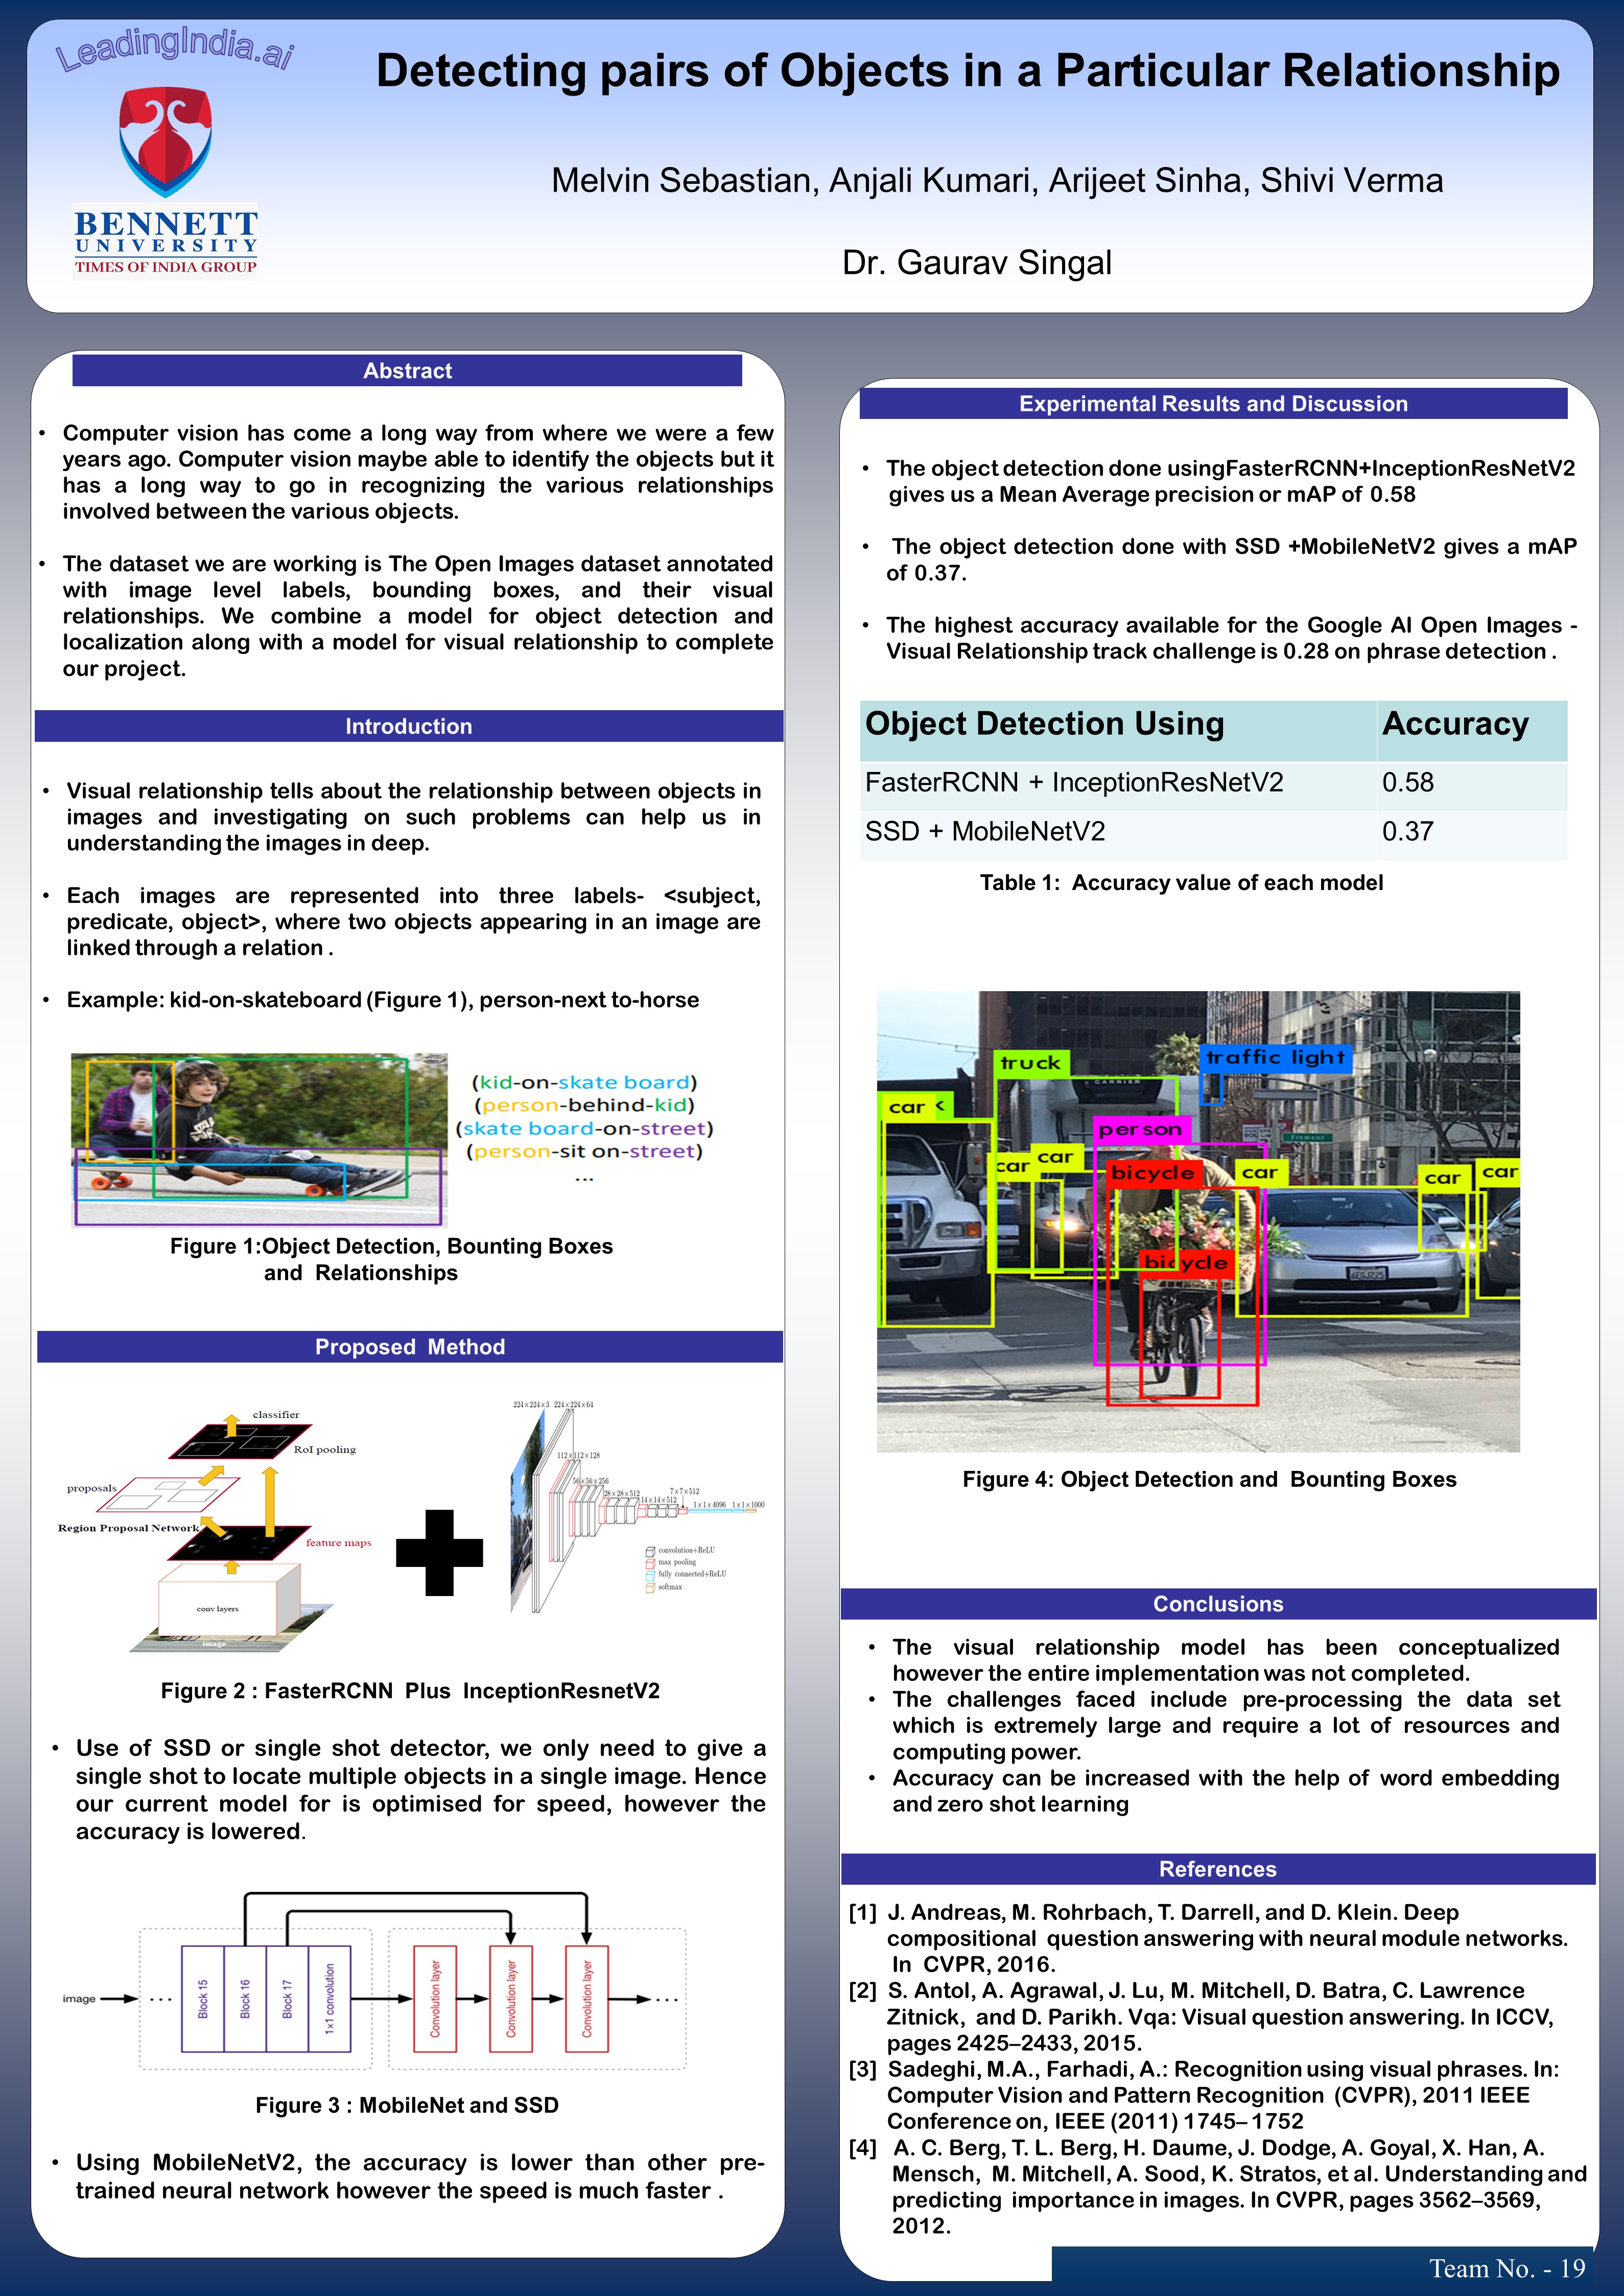 LeadingIndia.ai
BENNETT
UNIVERSITY
TIMES OF INDIA GROUP
Detecting pairs of Objects in a Particular Relationship
Melvin Sebastian, Anjali Kumari, Arijeet Sinha, Shivi Verma
Dr. Gaurav Singal
Abstract
• Computer vision has come a long way from where we were a few
years ago. Computer vision maybe able to identify the objects but it
has a long way to go in recognizing the various relationships
involved between the various objects.
• The dataset we are working is The Open Images dataset annotated
with image level labels, bounding boxes, and their visual
relationships. We combine a model for object detection and
localization along with a model for visual relationship to complete
our project.
Introduction
• Visual relationship tells about the relationship between objects in
images and investigating on such problems can help us in
understanding the images in deep.
• Each images are represented into three labels- <subject,
predicate, object>, where two objects appearing in an image are
linked through a relation .
• Example: kid-on-skateboard (Figure 1), person-next to-horse
(kid-on-skate board)
(person-behind-kid)
(skate board-on-street)
(person-sit on-street)
...
Figure 1:Object Detection, Bounting Boxes
and Relationships
Proposed Method
classifier
RoI pooling
proposals
Region Proposal Network
feature maps
conv layers
image
224×224×3 224×224×64
112×112×128
56×56×256
28×28×512
14×14×512
7×7×512
1×1×4096 1×1×1000
convolution+ReLU
max pooling
fully connected+ReLU
softmax
Figure 2 : FasterRCNN Plus InceptionResnetV2
• Use of SSD or single shot detector, we only need to give a
single shot to locate multiple objects in a single image. Hence
our current model for is optimised for speed, however the
accuracy is lowered.
image
...
Block 15
Block 16
Block 17
1×1 convolution
Convolution layer
Convolution layer
Convolution layer
...
Figure 3 : MobileNet and SSD
• Using MobileNetV2, the accuracy is lower than other pre-
trained neural network however the speed is much faster .
Experimental Results and Discussion
• The object detection done usingFasterRCNN+InceptionResNetV2
gives us a Mean Average precision or mAP of 0.58
• The object detection done with SSD +MobileNetV2 gives a mAP
of 0.37.
• The highest accuracy available for the Google AI Open Images -
Visual Relationship track challenge is 0.28 on phrase detection .
Object Detection Using Accuracy
FasterRCNN + InceptionResNetV2 0.58
SSD + MobileNetV2 0.37
Table 1: Accuracy value of each model
truck
traffic light
CARRIER
car k
person
Fremont
car
car
bicycle
car
car
car
bicycle
Figure 4: Object Detection and Bounting Boxes
Conclusions
• The visual relationship model has been conceptualized
however the entire implementation was not completed.
• The challenges faced include pre-processing the data set
which is extremely large and require a lot of resources and
computing power.
• Accuracy can be increased with the help of word embedding
and zero shot learning
References
[1] J. Andreas, M. Rohrbach, T. Darrell, and D. Klein. Deep
compositional question answering with neural module networks.
In CVPR, 2016.
[2] S. Antol, A. Agrawal, J. Lu, M. Mitchell, D. Batra, C. Lawrence
Zitnick, and D. Parikh. Vqa: Visual question answering. In ICCV,
pages 2425–2433, 2015.
[3] Sadeghi, M.A., Farhadi, A.: Recognition using visual phrases. In:
Computer Vision and Pattern Recognition (CVPR), 2011 IEEE
Conference on, IEEE (2011) 1745– 1752
[4] A. C. Berg, T. L. Berg, H. Daume, J. Dodge, A. Goyal, X. Han, A.
Mensch, M. Mitchell, A. Sood, K. Stratos, et al. Understanding and
predicting importance in images. In CVPR, pages 3562–3569,
2012.
Team No. - 19